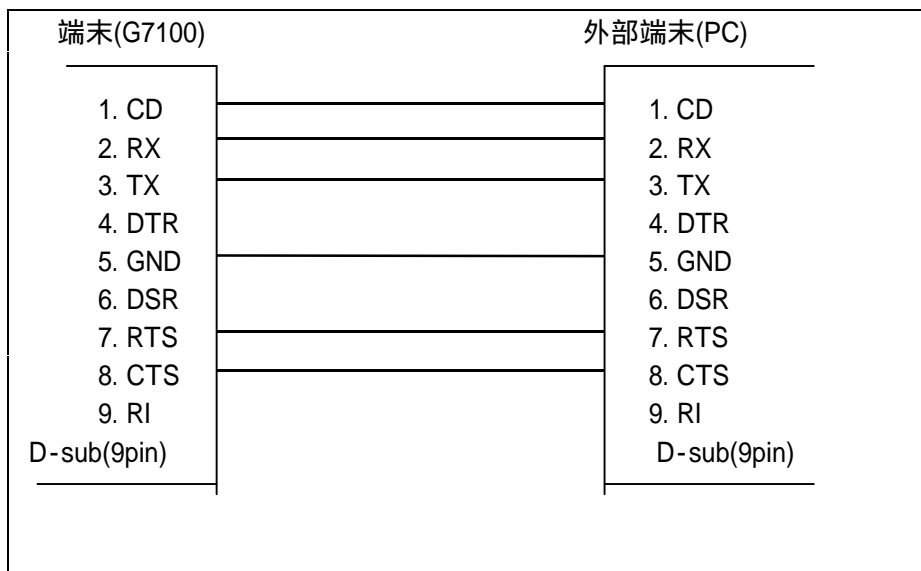 端末(G7100)
外部端末(PC)
1. CD
2. RX
3. TX
4. DTR
5. GND
6. DSR
7. RTS
8. CTS
9. RI
D-sub(9pin)
1. CD
2. RX
3. TX
4. DTR
5. GND
6. DSR
7. RTS
8. CTS
9. RI
D-sub(9pin)